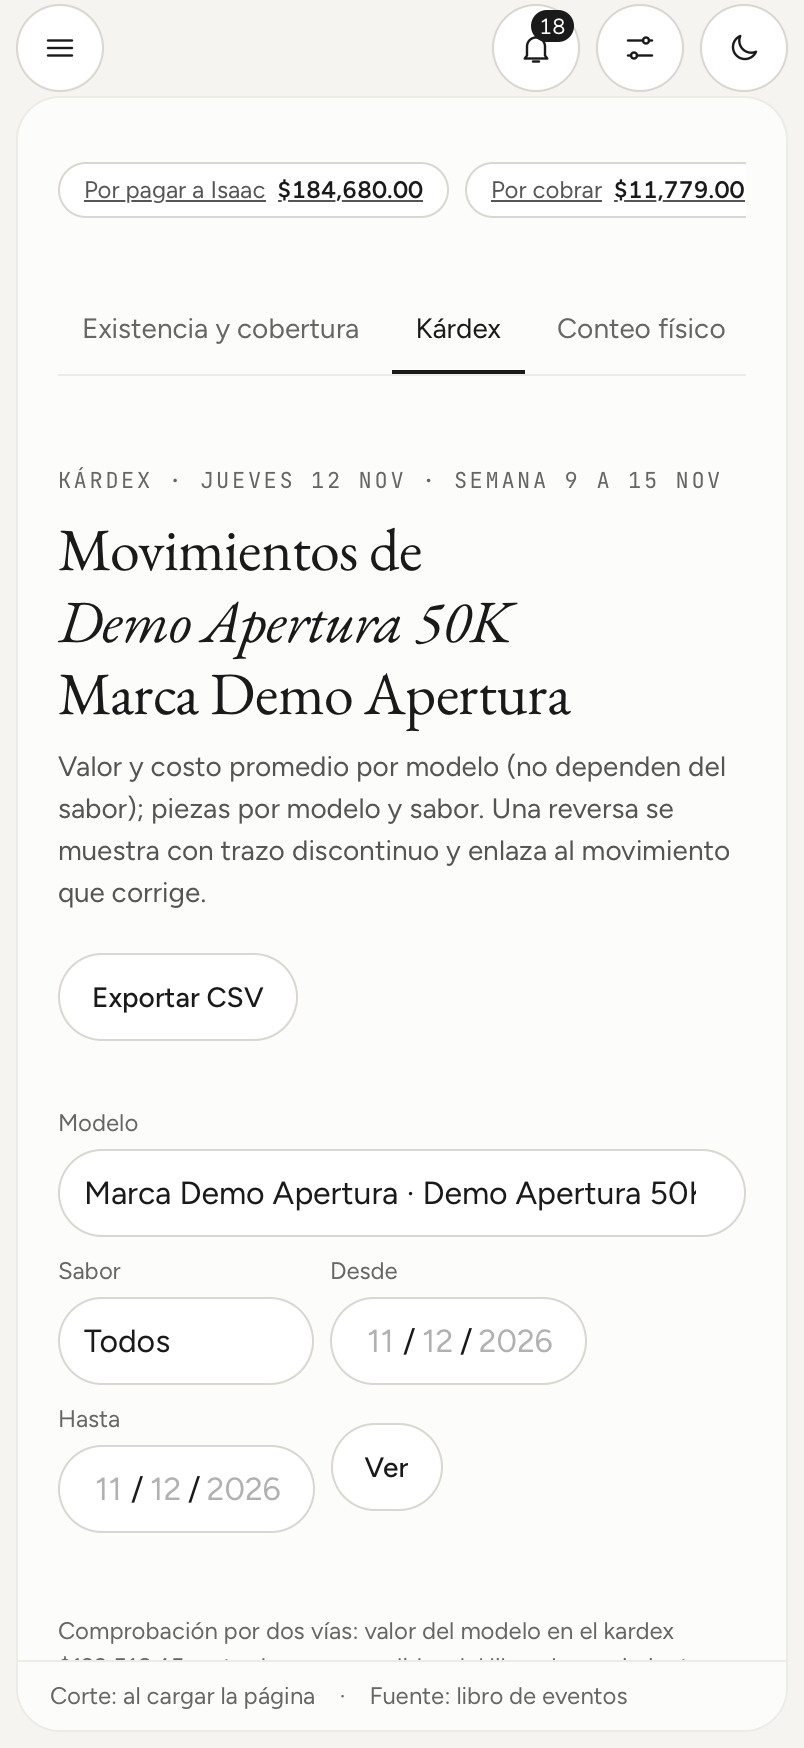 18
Por pagar a Isaac $184,680.00 Por cobrar $11,779.00
Existencia y cobertura Kárdex Conteo físico
KÁRDEX · JUEVES 12 NOV · SEMANA 9 A 15 NOV
Movimientos de
Demo Apertura 50K
Marca Demo Apertura
Valor y costo promedio por modelo (no dependen del
sabor); piezas por modelo y sabor. Una reversa se
muestra con trazo discontinuo y enlaza al movimiento
que corrige.
Exportar CSV
Modelo
Marca Demo Apertura · Demo Apertura 50K
Sabor Desde
Todos 11 / 12 / 2026
Hasta
11 / 12 / 2026 Ver
Comprobación por dos vías: valor del modelo en el kardex
Corte: al cargar la página · Fuente: libro de eventos